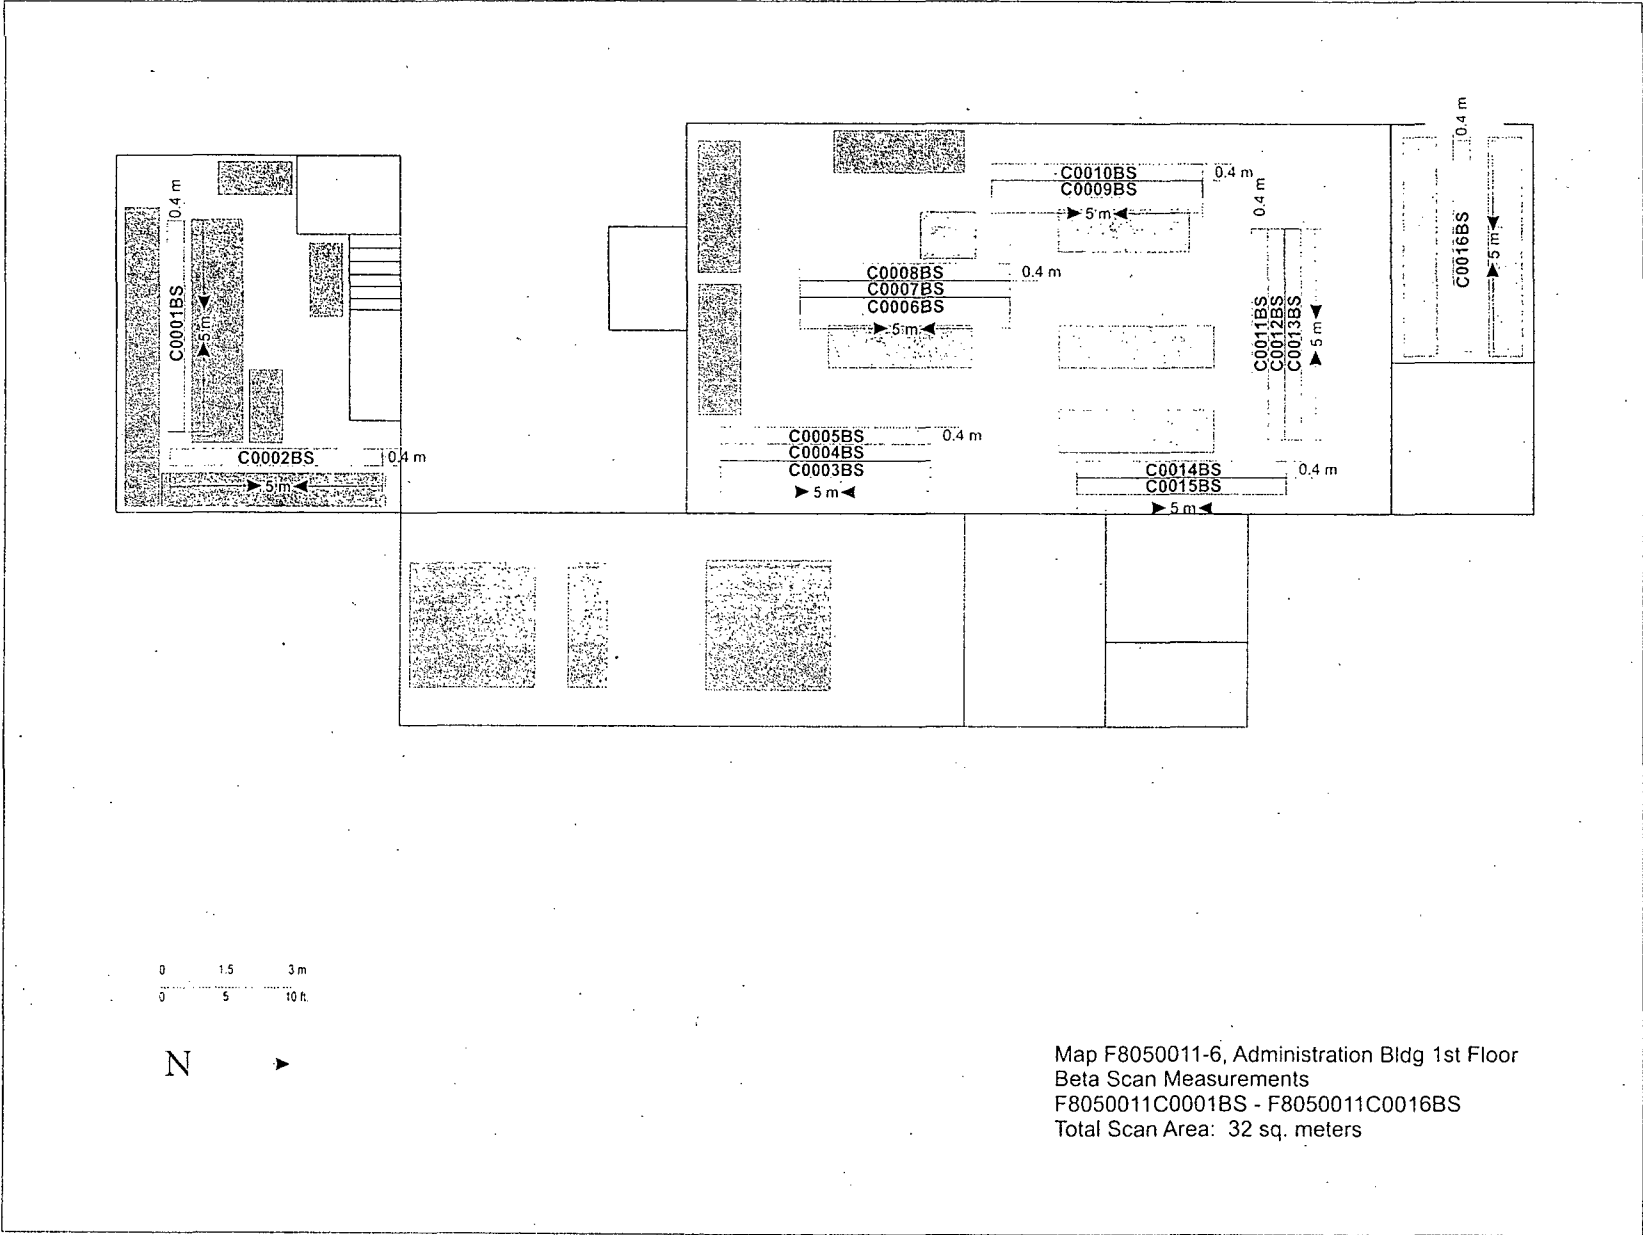 0.4 m
C0001BS
5 m
C0002BS
0.4 m
5 m
C0010BS
0.4 m
C0009BS
5 m
C0008BS
0.4 m
C0007BS
C0006BS
5 m
C0005BS
0.4 m
C0004BS
C0003BS
5 m
0.4 m
C0011BS
C0012BS
C0013BS
5 m
C0014BS
0.4 m
C0015BS
5 m
0.4 m
C0016BS
5 m
0 1.5 3 m
0 5 10 ft.
N
Map F8050011-6, Administration Bldg 1st Floor
Beta Scan Measurements
F8050011C0001BS - F8050011C0016BS
Total Scan Area: 32 sq. meters